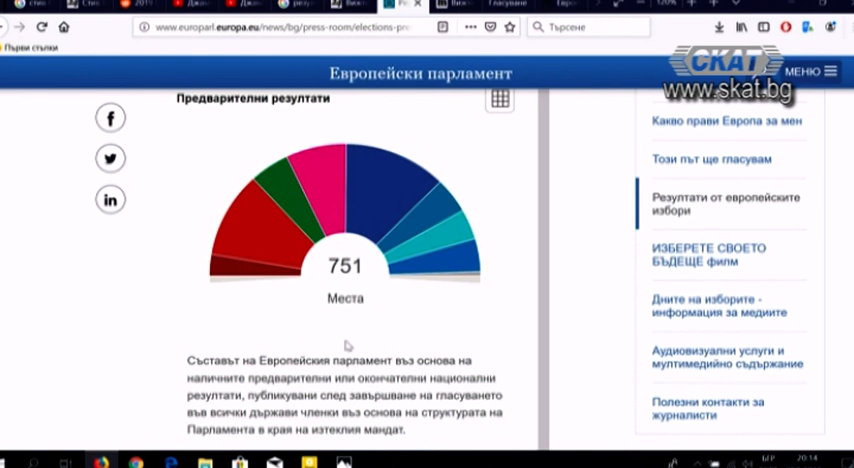 www.europarl.europa.eu/news/bg/press-room/elections-pre
120%
Търсене
Първи стъпки
Европейски парламент
МЕНЮ
СКАТ
www.skat.bg
Предварителни резултати
751
Места
Съставът на Европейския парламент въз основа на
наличните предварителни или окончателни национални
резултати, публикувани след завършване на гласуването
във всички държави членки въз основа на структурата на
Парламента в края на изтеклия мандат.
Какво прави Европа за мен
Този път ще гласувам
Резултати от европейските
избори
ИЗБЕРЕТЕ СВОЕТО
БЪДЕЩЕ филм
Дните на изборите -
информация за медиите
Аудиовизуални услуги и
мултимедийно съдържание
Полезни контакти за
журналисти
БГР
20:14